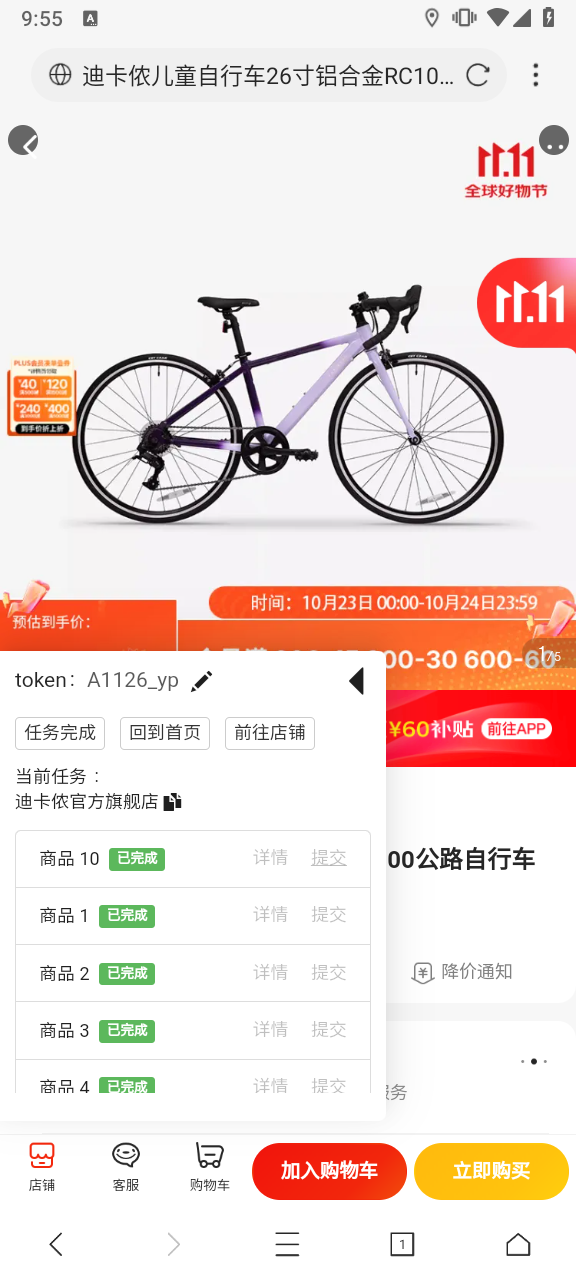 9:55
A
迪卡侬儿童自行车26寸铝合金RC10...
11.11
全球好物节
11.11
PLUS会员满单叠券
¥40
¥120
¥240
¥400
到手价折上折
时间：10月23日 00:00-10月24日23:59
预估到手价：
00-30 600-60
1/5
token： A1126_yp
任务完成
回到首页
前往店铺
¥60补贴
前往APP
当前任务：
迪卡侬官方旗舰店
商品 10 已完成 详情 提交
00公路自行车
商品 1 已完成 详情 提交
商品 2 已完成 详情 提交
降价通知
商品 3 已完成 详情 提交
商品 4 已完成 详情 提交
服务
店铺
客服
购物车
加入购物车
立即购买
1